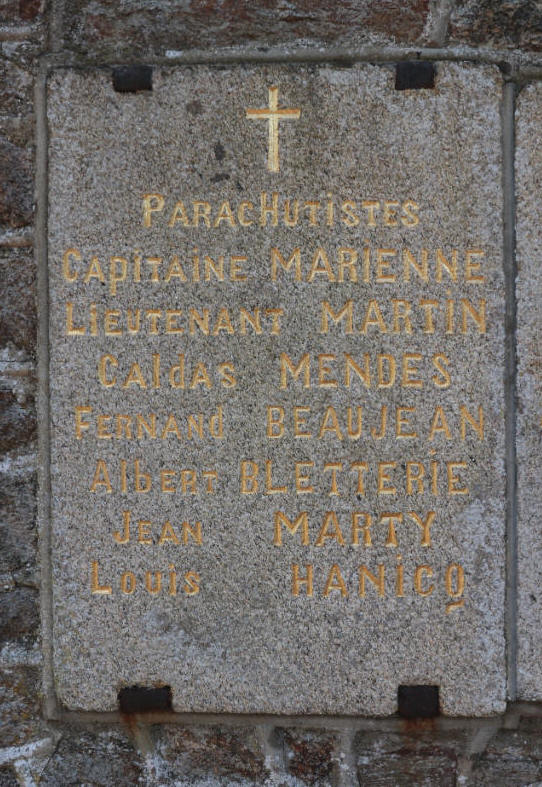 PARACHUTISTES
CAPITAINE MARIENNE
LIEUTENANT MARTIN
CALDAS MENDES
FERNAND BEAUJEAN
ALBERT BLETTERIE
JEAN MARTY
LOUIS HANICQ